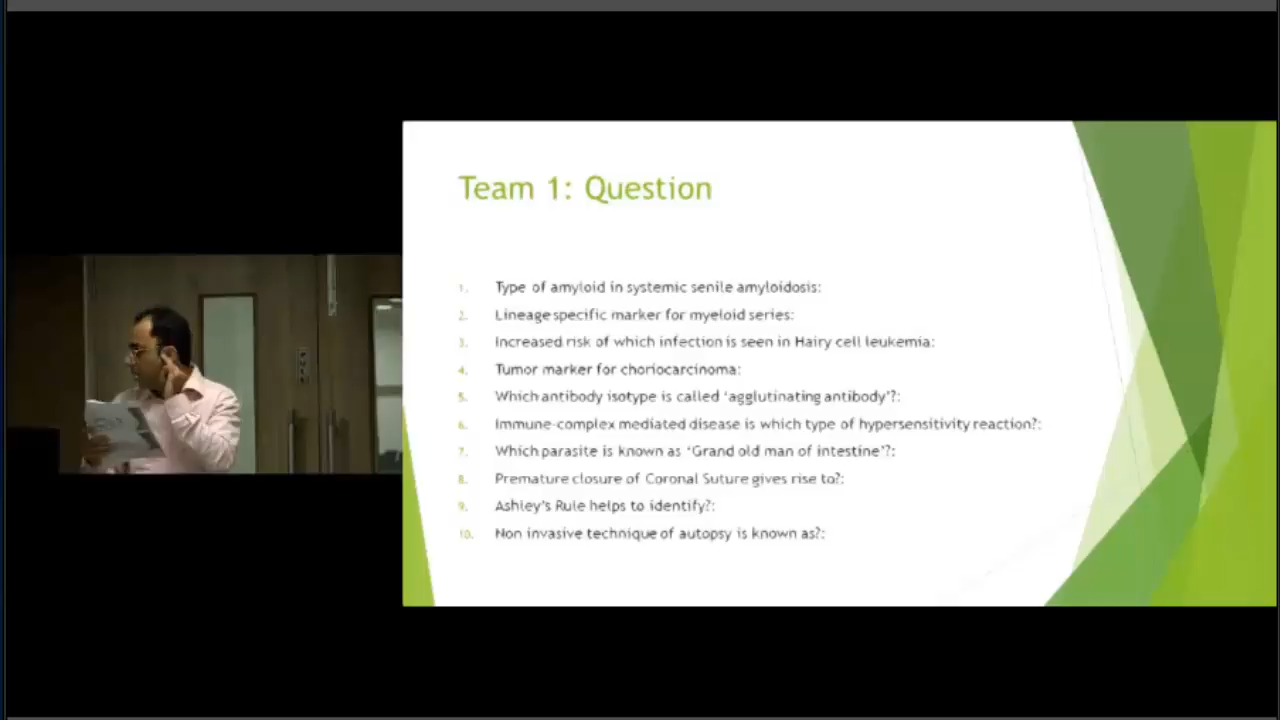 Team 1: Question
1. Type of amyloid in systemic senile amyloidosis:
2. Lineage specific marker for myeloid series:
3. Increased risk of which infection is seen in Hairy cell leukemia:
4. Tumor marker for choriocarcinoma:
5. Which antibody isotype is called ‘agglutinating antibody’?:
6. Immune-complex mediated disease is which type of hypersensitivity reaction?:
7. Which parasite is known as ‘Grand old man of intestine’?:
8. Premature closure of Coronal Suture gives rise to?:
9. Ashley’s Rule helps to identify?:
10. Non invasive technique of autopsy is known as?: